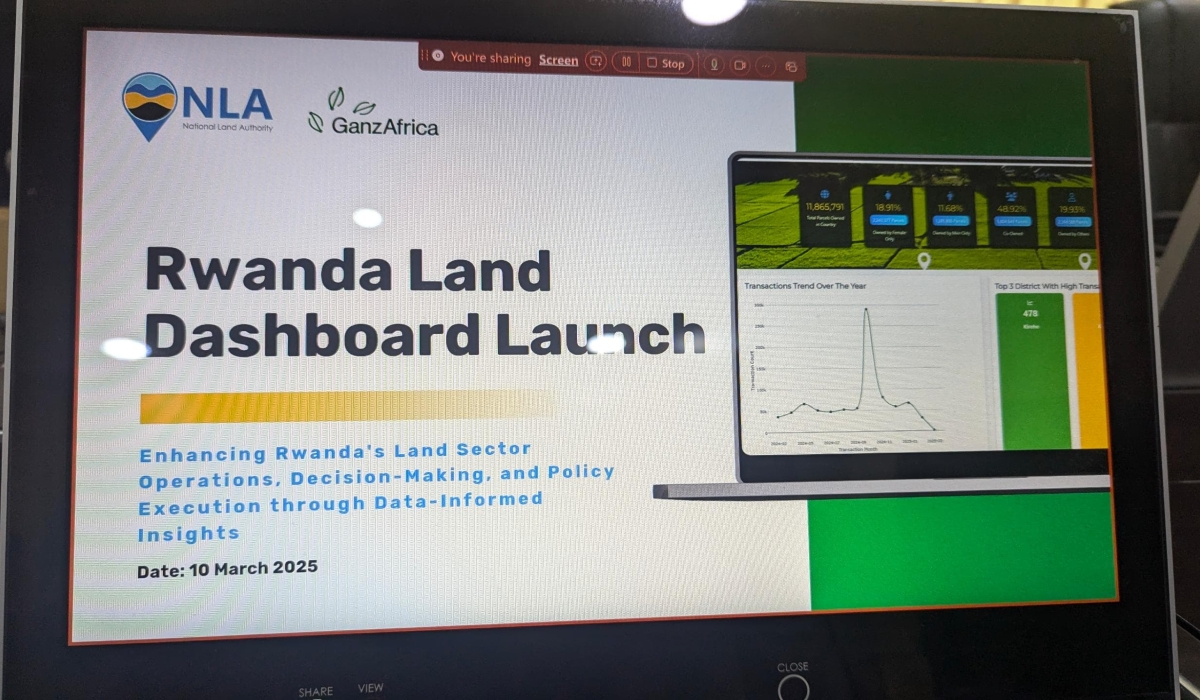 You're sharing Screen Stop
NLA
National Land Authority
GanzAfrica
Rwanda Land
Dashboard Launch
Enhancing Rwanda's Land Sector
Operations, Decision-Making, and Policy
Execution through Data-Informed
Insights
Date: 10 March 2025
11,865,791
Total Parcels Owned
in Country
18.91%
Owned by Female
Only
11.68%
Owned by Men Only
48.92%
Co-Owned
19.93%
Owned by Others
Transactions Trend Over The Year
Transaction Count
Transaction Month
Top 3 District With High Trans
478
SHARE
VIEW
CLOSE